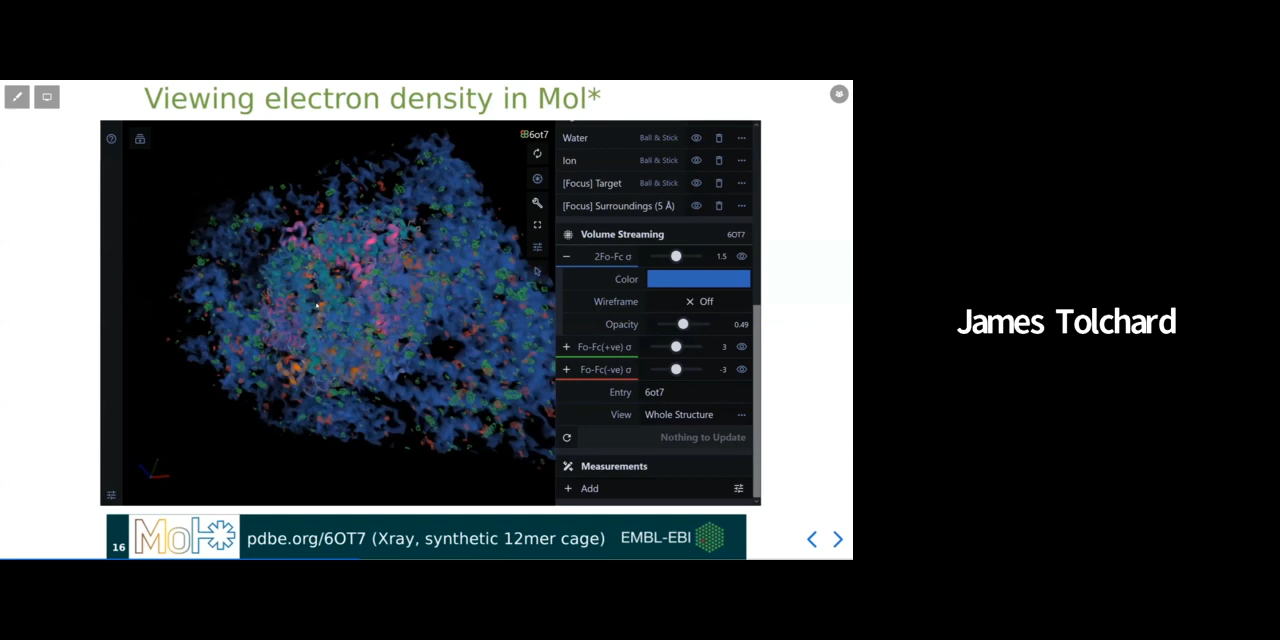 Viewing electron density in Mol*
6ot7
Water Ball & Stick
Ion Ball & Stick
[Focus] Target Ball & Stick
[Focus] Surroundings (5 Å)
Volume Streaming 6OT7
2Fo-Fc σ 1.5
Color
Wireframe × Off
Opacity 0.49
+ Fo-Fc(+ve) σ 3
+ Fo-Fc(-ve) σ -3
Entry 6ot7
View Whole Structure
Nothing to Update
Measurements
+ Add
16 Mol* pdbe.org/6OT7 (Xray, synthetic 12mer cage) EMBL-EBI
James Tolchard